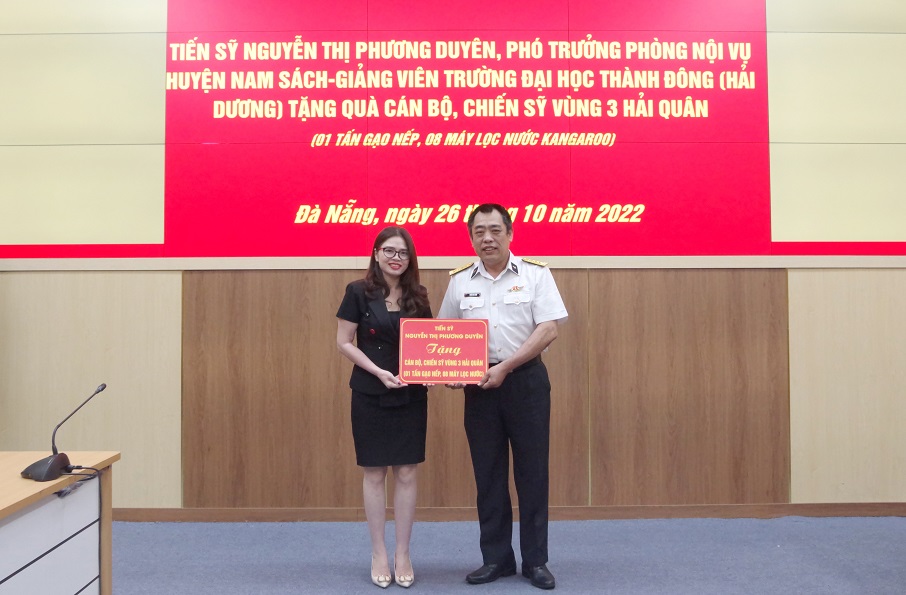 TIẾN SỸ NGUYỄN THỊ PHƯƠNG DUYÊN, PHÓ TRƯỞNG PHÒNG NỘI VỤ
HUYỆN NAM SÁCH-GIẢNG VIÊN TRƯỜNG ĐẠI HỌC THÀNH ĐÔNG (HẢI
DƯƠNG) TẶNG QUÀ CÁN BỘ, CHIẾN SỸ VÙNG 3 HẢI QUÂN
(01 TẤN GẠO NẾP, 08 MÁY LỌC NƯỚC KANGAROO)
Đà Nẵng, ngày 26 10 năm 2022
TIẾN SỸ
NGUYỄN THỊ PHƯƠNG DUYÊN
Tặng
CÁN BỘ, CHIẾN SỸ VÙNG 3 HẢI QUÂN
(01 TẤN GẠO NẾP, 08 MÁY LỌC NƯỚC)